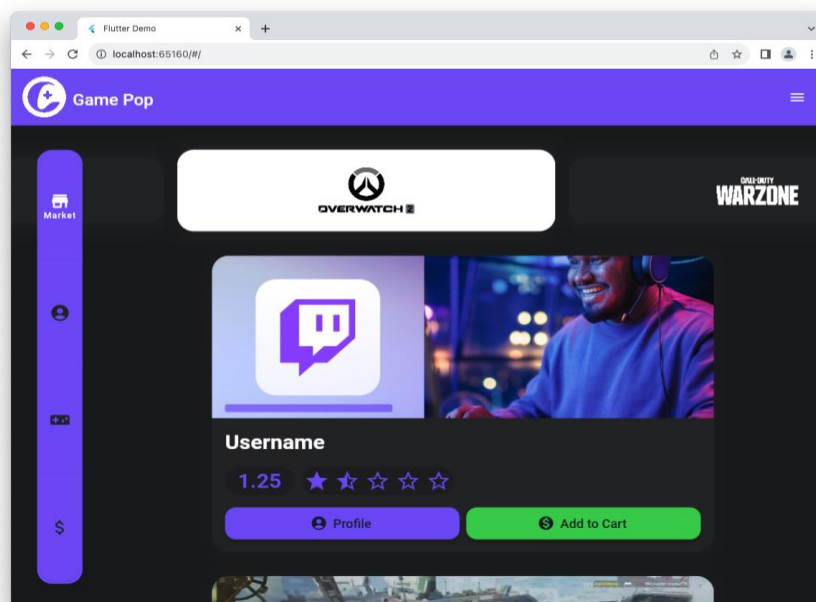 Flutter Demo
localhost:65160/#/
Game Pop
Market
OVERWATCH 2
CALL OF DUTY
WARZONE
Username
1.25
Profile
Add to Cart